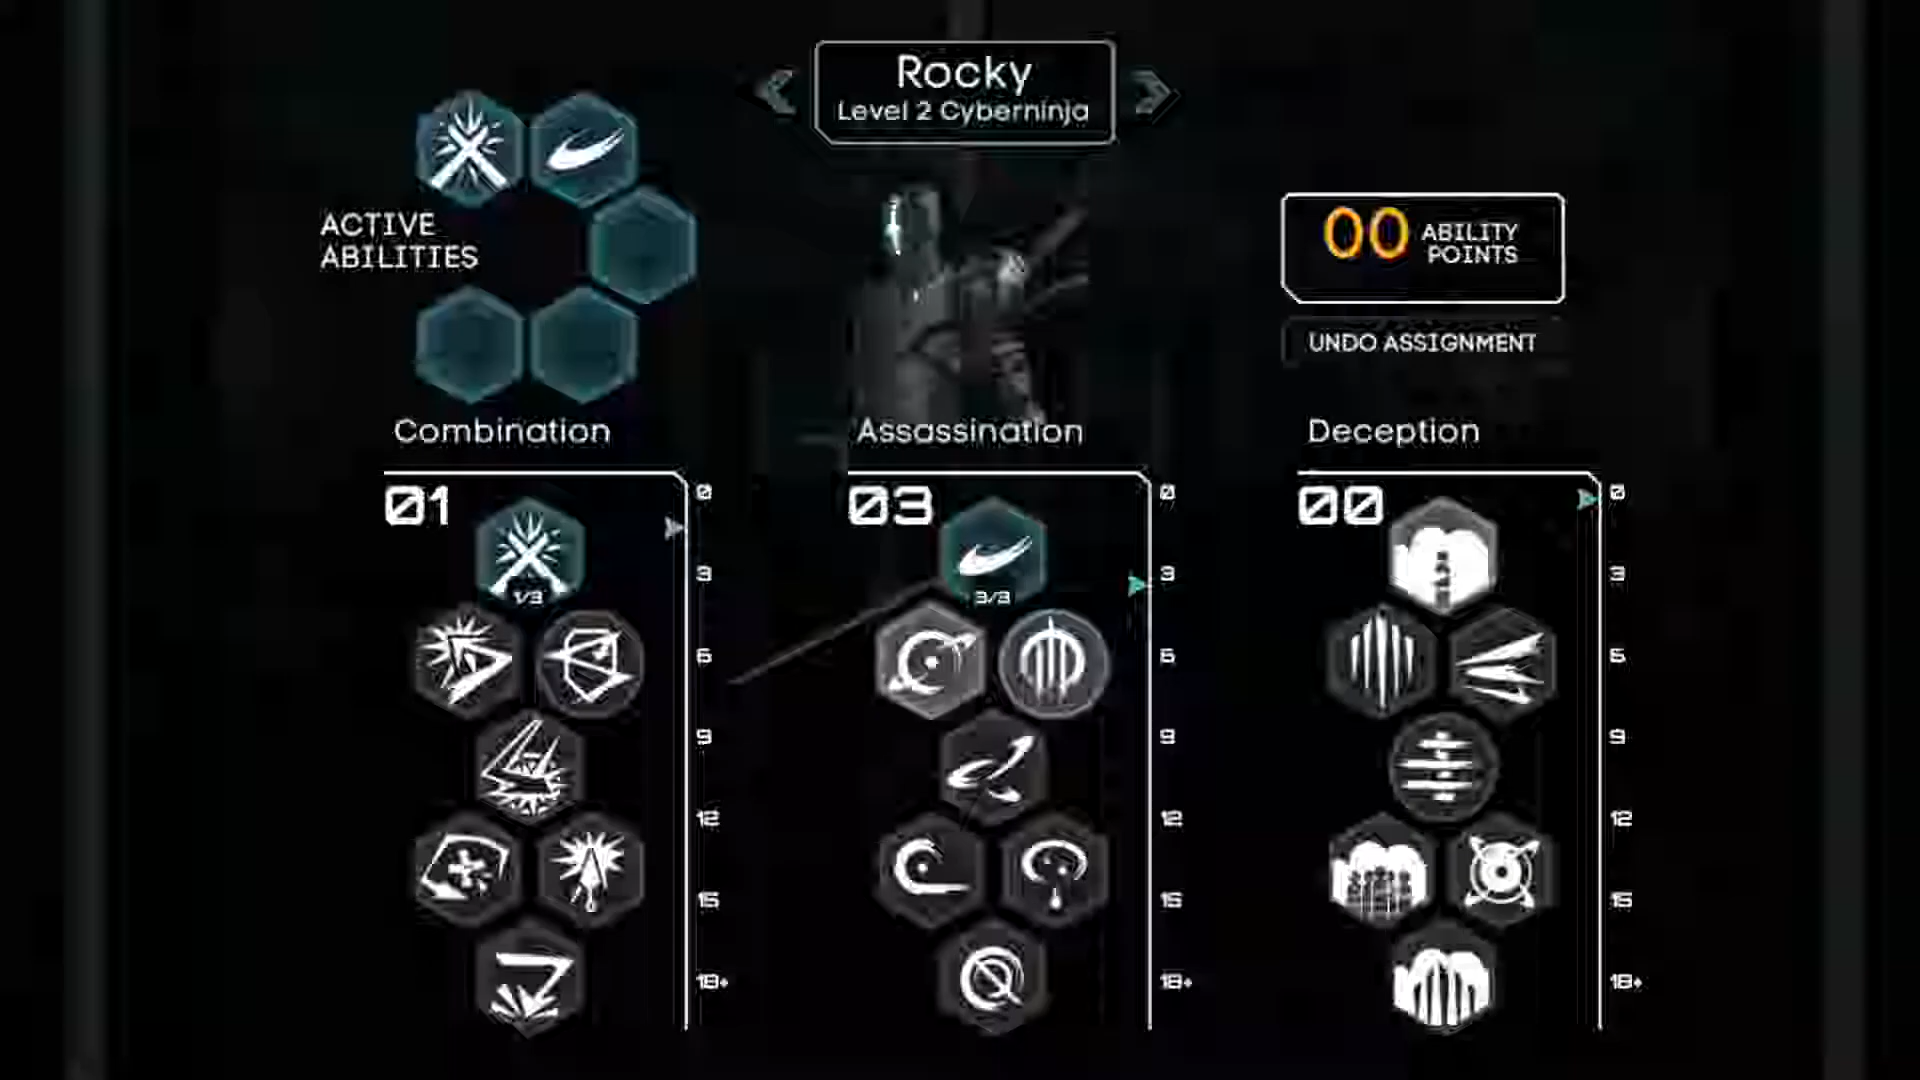 Rocky
Level 2 Cyberninja
ACTIVE
ABILITIES
00 ABILITY
POINTS
UNDO ASSIGNMENT
Combination
01
1/3
0
3
6
9
12
15
18+
Assassination
03
3/3
0
3
6
9
12
15
18+
Deception
00
0
3
6
9
12
15
18+